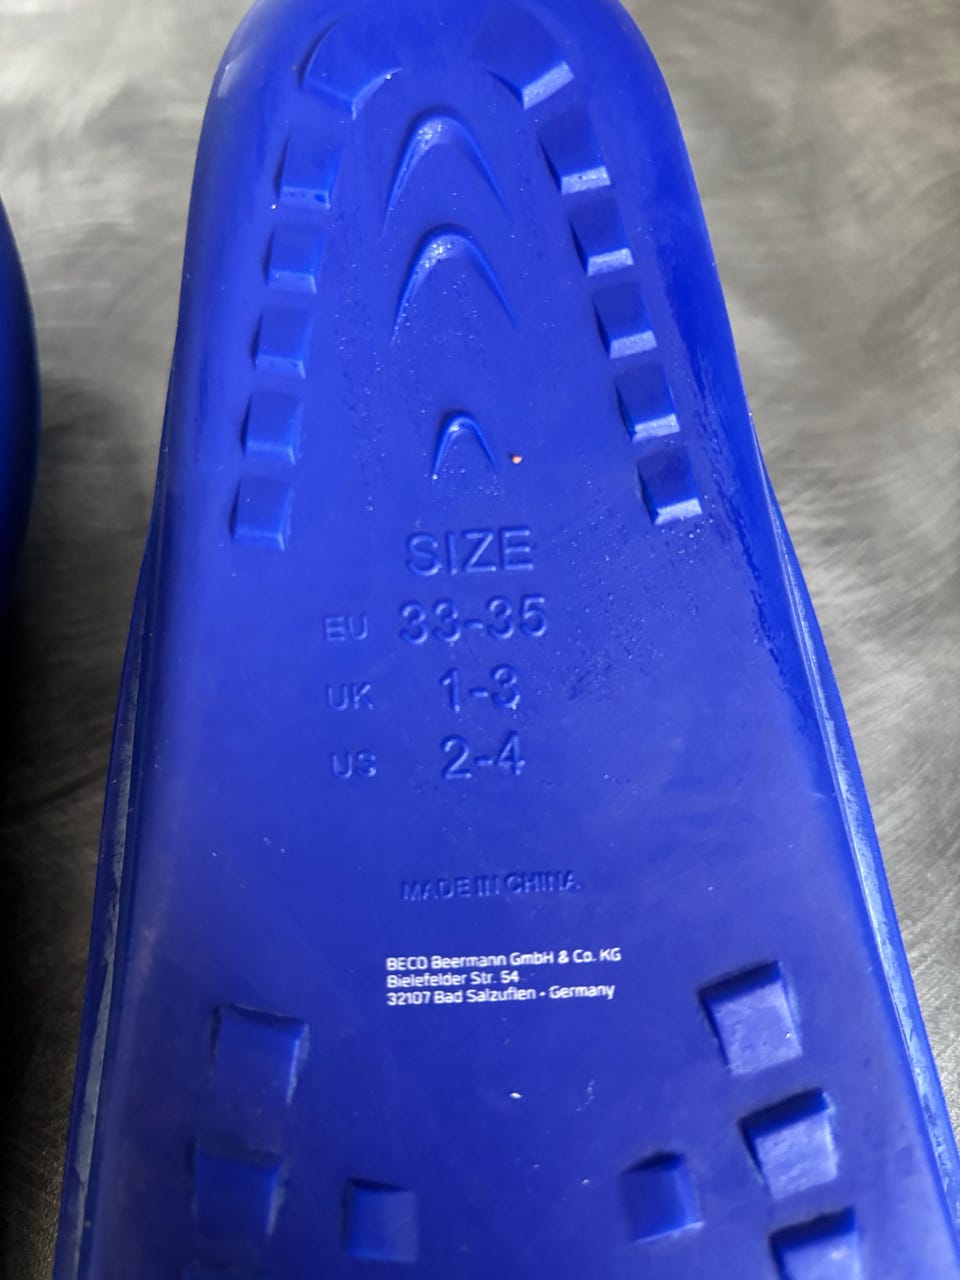 SIZE
EU 33-35
UK 1-3
US 2-4
MADE IN CHINA
BECO Beermann GmbH & Co. KG
Bielefelder Str. 54
32107 Bad Salzuflen - Germany